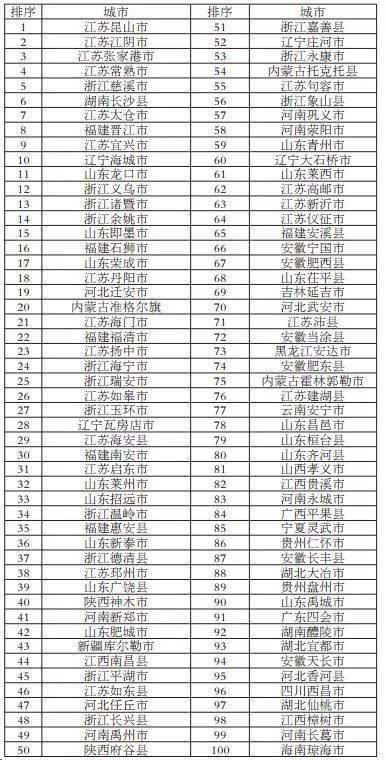 排序 城市 排序 城市
1 江苏昆山市 51 浙江嘉善县
2 江苏江阴市 52 辽宁庄河市
3 江苏张家港市 53 浙江永康市
4 江苏常熟市 54 内蒙古托克托县
5 浙江慈溪市 55 江苏句容市
6 湖南长沙县 56 浙江象山县
7 江苏太仓市 57 河南巩义市
8 福建晋江市 58 河南荥阳市
9 江苏宜兴市 59 山东青州市
10 辽宁海城市 60 辽宁大石桥市
11 山东龙口市 61 山东莱西市
12 浙江义乌市 62 江苏高邮市
13 浙江诸暨市 63 江苏新沂市
14 浙江余姚市 64 江苏仪征市
15 山东即墨市 65 福建安溪县
16 福建石狮市 66 安徽宁国市
17 山东荣成市 67 安徽肥西县
18 江苏丹阳市 68 山东茌平县
19 河北迁安市 69 吉林延吉市
20 内蒙古准格尔旗 70 河北武安市
21 江苏海门市 71 江苏沛县
22 福建福清市 72 安徽当涂县
23 江苏扬中市 73 黑龙江安达市
24 浙江海宁市 74 安徽肥东县
25 浙江瑞安市 75 内蒙古霍林郭勒市
26 江苏如皋市 76 江苏建湖县
27 浙江玉环市 77 云南安宁市
28 辽宁瓦房店市 78 山东昌邑市
29 江苏海安县 79 山东桓台县
30 福建南安市 80 山东齐河县
31 江苏启东市 81 山西孝义市
32 山东莱州市 82 江西贵溪市
33 山东招远市 83 河南永城市
34 浙江温岭市 84 广西平果县
35 福建惠安县 85 宁夏灵武市
36 山东新泰市 86 贵州仁怀市
37 浙江德清县 87 安徽长丰县
38 江苏邳州市 88 湖北大冶市
39 山东广饶县 89 贵州盘州市
40 陕西神木市 90 山东禹城市
41 河南新郑市 91 广东四会市
42 山东肥城市 92 湖南醴陵市
43 新疆库尔勒市 93 湖北宜都市
44 江西南昌县 94 安徽天长市
45 浙江平湖市 95 河北香河县
46 江苏如东县 96 四川西昌市
47 河北任丘市 97 湖北仙桃市
48 浙江长兴县 98 江西樟树市
49 河南禹州市 99 河南长葛市
50 陕西府谷县 100 海南琼海市